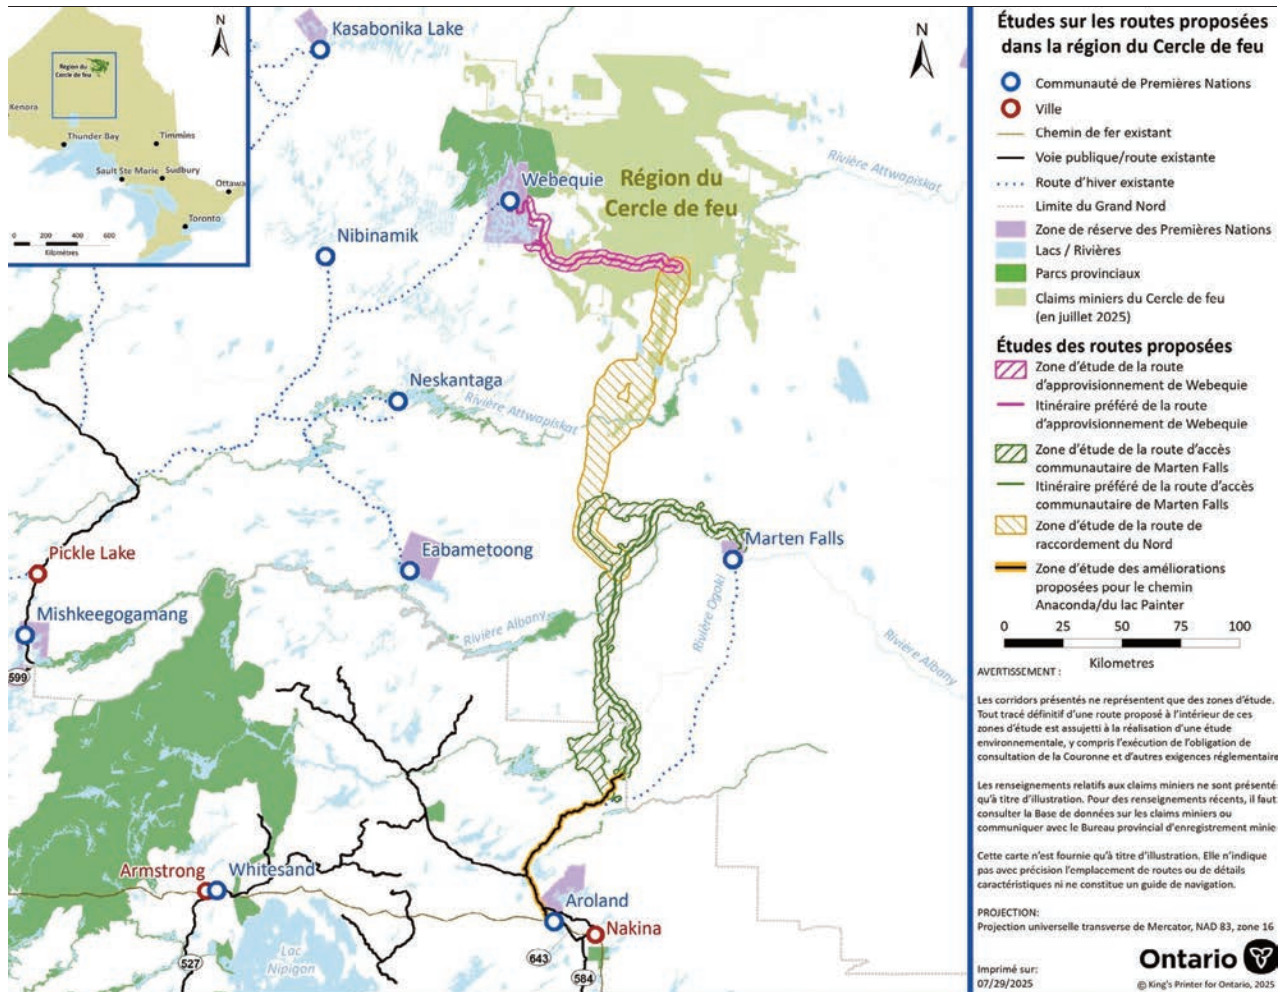 N
Région du
Cercle de feu
Kenora
Thunder Bay
Timmins
Sault Ste Marie
Sudbury
Ottawa
Toronto
0 200 400 600
Kilomètres
Kasabonika Lake
N
Rivière Attawapiskat
Webequie
Région du
Cercle de feu
Nibinamik
Neskantaga
Rivière Attwapiskat
Pickle Lake
Eabametoong
Marten Falls
Mishkeegogamang
Rivière Albany
Rivière Ogoki
Rivière Albany
599
Armstrong
Whitesand
Aroland
Nakina
Lac
Nipigon
527
643
584
Études sur les routes proposées
dans la région du Cercle de feu
Communauté de Premières Nations
Ville
Chemin de fer existant
Voie publique/route existante
Route d'hiver existante
Limite du Grand Nord
Zone de réserve des Premières Nations
Lacs / Rivières
Parcs provinciaux
Claims miniers du Cercle de feu
(en juillet 2025)
Études des routes proposées
Zone d'étude de la route
d'approvisionnement de Webequie
Itinéraire préféré de la route
d'approvisionnement de Webequie
Zone d'étude de la route d'accès
communautaire de Marten Falls
Itinéraire préféré de la route d'accès
communautaire de Marten Falls
Zone d'étude de la route de
raccordement du Nord
Zone d'étude des améliorations
proposées pour le chemin
Anaconda/du lac Painter
0 25 50 75 100
Kilometres
AVERTISSEMENT :
Les corridors présentés ne représentent que des zones d'étude.
Tout tracé définitif d'une route proposé à l'intérieur de ces
zones d'étude est assujetti à la réalisation d'une étude
environnementale, y compris l'exécution de l'obligation de
consultation de la Couronne et d'autres exigences réglementaire
Les renseignements relatifs aux claims miniers ne sont présenté
qu'à titre d'illustration. Pour des renseignements récents, il faut
consulter la Base de données sur les claims miniers ou
communiquer avec le Bureau provincial d'enregistrement minie
Cette carte n'est fournie qu'à titre d'illustration. Elle n'indique
pas avec précision l'emplacement de routes ou de détails
caractéristiques ni ne constitue un guide de navigation.
PROJECTION:
Projection universelle transverse de Mercator, NAD 83, zone 16
Imprimé sur:
07/29/2025
Ontario
© King's Printer for Ontario, 2025